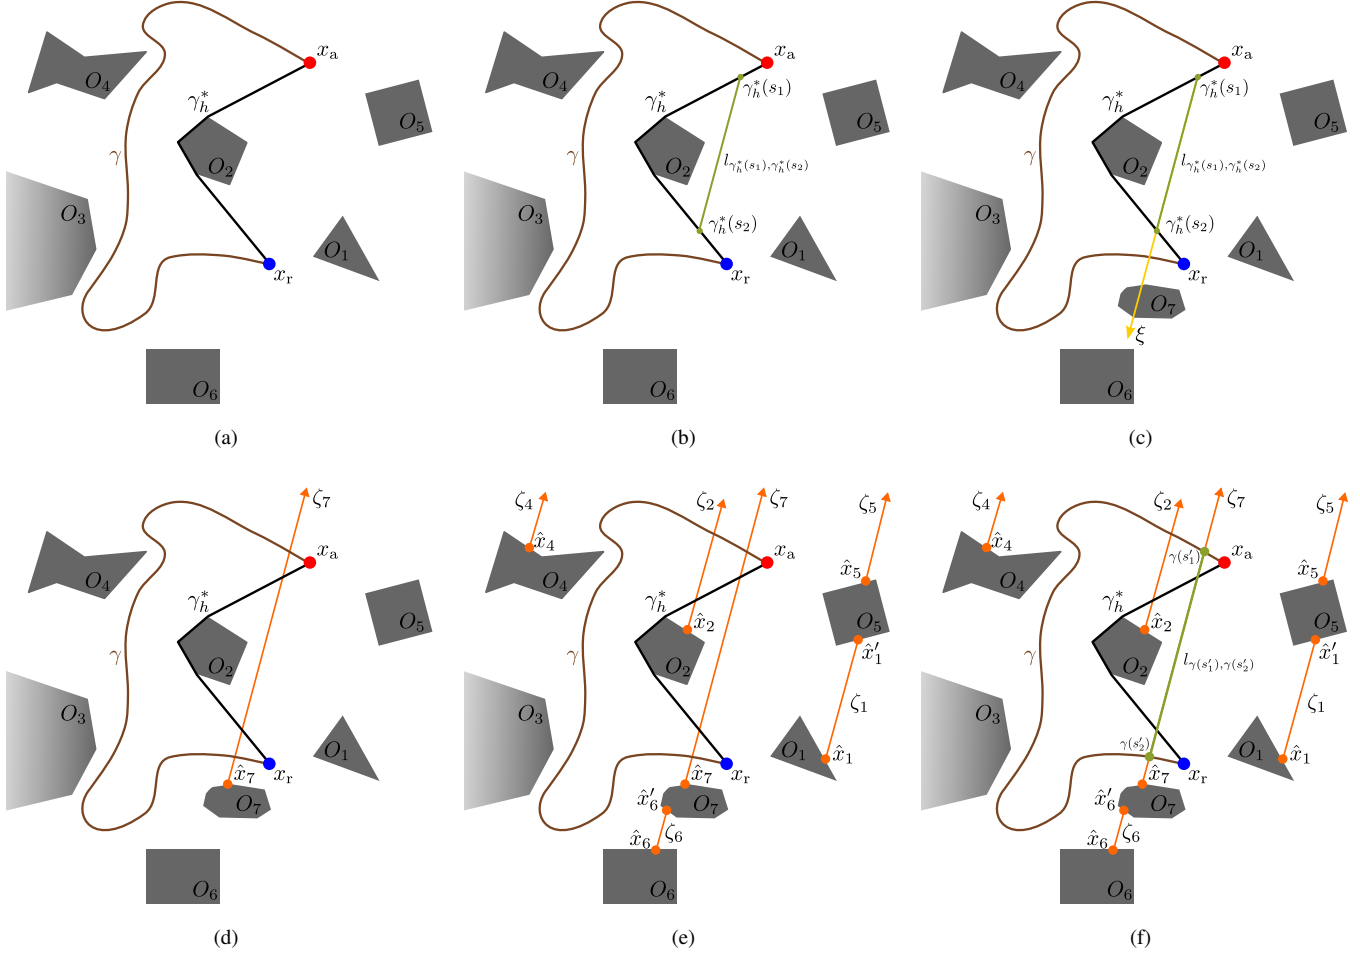 x_a
O_4
γ_h^*
O_5
γ
O_2
O_3
O_1
x_r
O_6
(a)
x_a
O_4
γ_h^*
γ_h^*(s_1)
O_5
γ
O_2
l_{γ_h^*(s_1),γ_h^*(s_2)}
O_3
γ_h^*(s_2)
O_1
x_r
O_6
(b)
x_a
O_4
γ_h^*
γ_h^*(s_1)
O_5
γ
O_2
l_{γ_h^*(s_1),γ_h^*(s_2)}
O_3
γ_h^*(s_2)
O_1
x_r
O_7
ξ
O_6
(c)
ζ_7
x_a
O_4
γ_h^*
O_5
γ
O_2
O_3
O_1
x̂_7
x_r
O_7
O_6
(d)
ζ_4
ζ_2
ζ_7
ζ_5
x̂_4
x_a
O_4
x̂_5
γ_h^*
O_5
x̂_2
γ
O_2
x̂'_1
O_3
ζ_1
O_1
x̂_1
x̂_7
x_r
x̂'_6
O_7
x̂_6
ζ_6
O_6
(e)
ζ_4
ζ_2
ζ_7
ζ_5
x̂_4
γ(s'_1)
x_a
O_4
x̂_5
γ_h^*
O_5
x̂_2
γ
O_2
l_{γ(s'_1),γ(s'_2)}
x̂'_1
O_3
ζ_1
γ(s'_2)
O_1
x̂_1
x̂_7
x_r
x̂'_6
O_7
x̂_6
ζ_6
O_6
(f)